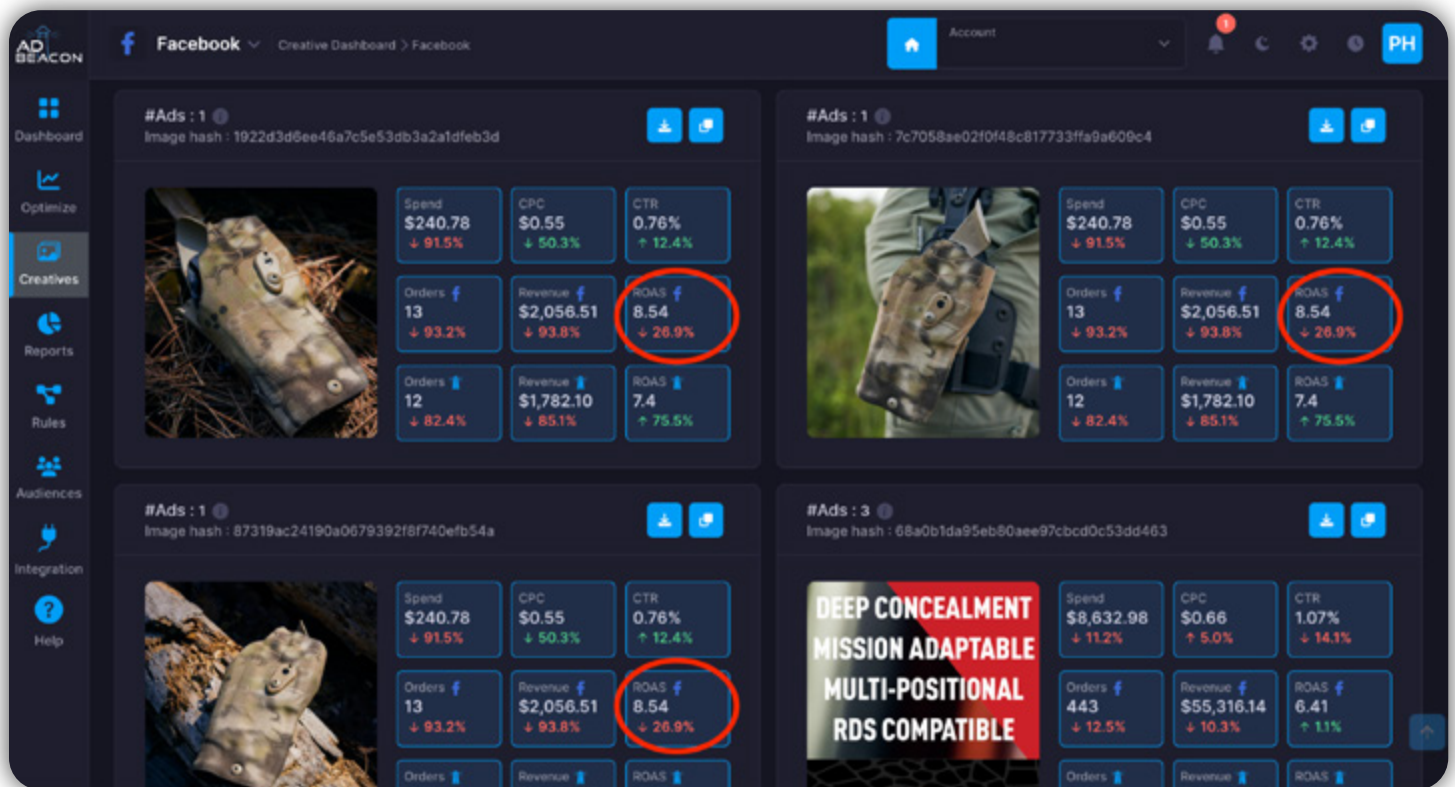 AD
BEACON
Facebook
Creative Dashboard > Facebook
Account
1
PH
Dashboard
Optimize
Creatives
Reports
Rules
Audiences
Integration
Help
#Ads : 1
Image hash : 1922d3d6ee46a7c5e53db3a2a1dfeb3d
Spend
$240.78
↓ 91.5%
CPC
$0.55
↓ 50.3%
CTR
0.76%
↑ 12.4%
Orders
13
↓ 93.2%
Revenue
$2,056.51
↓ 93.8%
ROAS
8.54
↓ 26.9%
Orders
12
↓ 82.4%
Revenue
$1,782.10
↓ 85.1%
ROAS
7.4
↑ 75.5%
#Ads : 1
Image hash : 7c7058ae02f0f48c817733ffa9a609c4
Spend
$240.78
↓ 91.5%
CPC
$0.55
↓ 50.3%
CTR
0.76%
↑ 12.4%
Orders
13
↓ 93.2%
Revenue
$2,056.51
↓ 93.8%
ROAS
8.54
↓ 26.9%
Orders
12
↓ 82.4%
Revenue
$1,782.10
↓ 85.1%
ROAS
7.4
↑ 75.5%
#Ads : 1
Image hash : 87319ac24190a0679392f8f740efb54a
Spend
$240.78
↓ 91.5%
CPC
$0.55
↓ 50.3%
CTR
0.76%
↑ 12.4%
Orders
13
↓ 93.2%
Revenue
$2,056.51
↓ 93.8%
ROAS
8.54
↓ 26.9%
Orders
Revenue
ROAS
#Ads : 3
Image hash : 68a0b1da95eb80aee97cbcd0c53dd463
DEEP CONCEALMENT
MISSION ADAPTABLE
MULTI-POSITIONAL
RDS COMPATIBLE
Spend
$8,632.98
↓ 11.2%
CPC
$0.66
↑ 5.0%
CTR
1.07%
↓ 14.1%
Orders
443
↓ 12.5%
Revenue
$55,316.14
↓ 10.3%
ROAS
6.41
↑ 1.1%
Orders
Revenue
ROAS